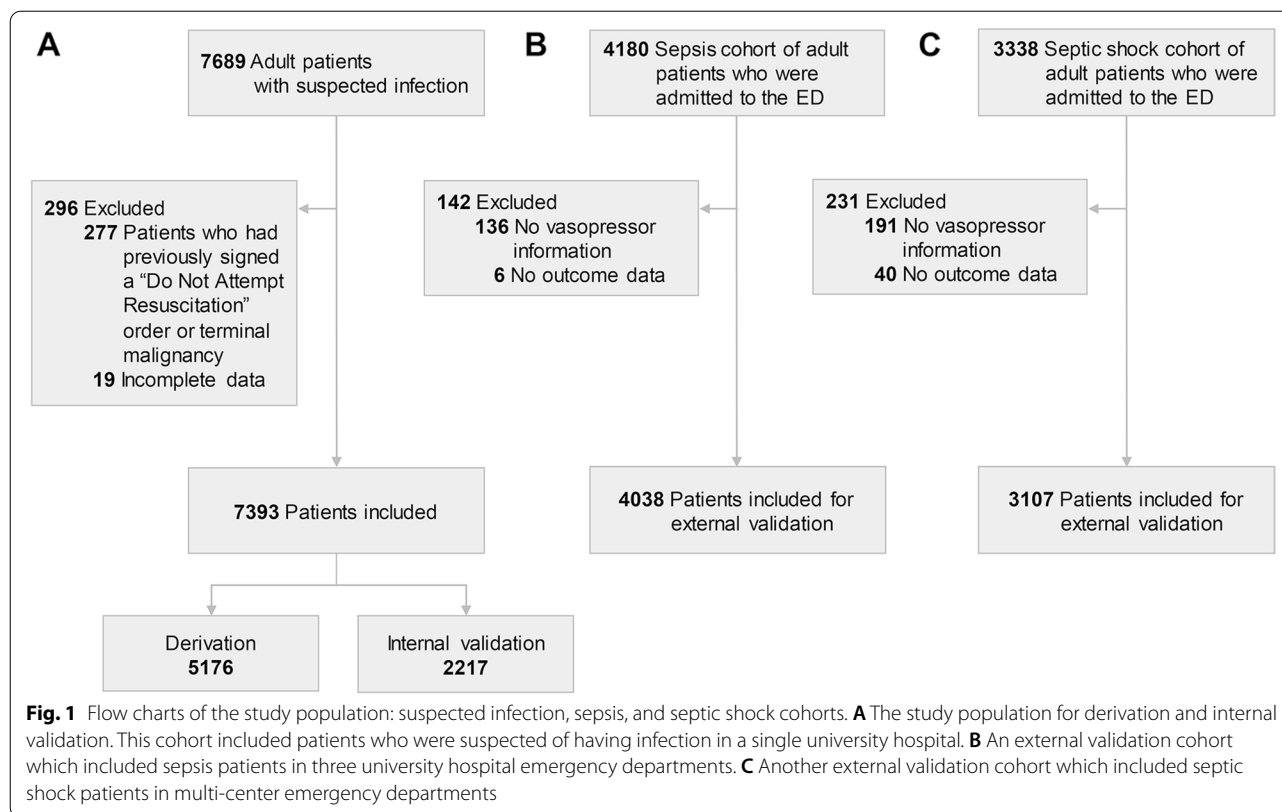 A
7689 Adult patients
with suspected infection
296 Excluded
277 Patients who had
previously signed
a “Do Not Attempt
Resuscitation”
order or terminal
malignancy
19 Incomplete data
7393 Patients included
Derivation
5176
Internal validation
2217
B
4180 Sepsis cohort of adult
patients who were
admitted to the ED
142 Excluded
136 No vasopressor
information
6 No outcome data
4038 Patients included for
external validation
C
3338 Septic shock cohort of
adult patients who were
admitted to the ED
231 Excluded
191 No vasopressor
information
40 No outcome data
3107 Patients included for
external validation
Fig. 1 Flow charts of the study population: suspected infection, sepsis, and septic shock cohorts. A The study population for derivation and internal
validation. This cohort included patients who were suspected of having infection in a single university hospital. B An external validation cohort
which included sepsis patients in three university hospital emergency departments. C Another external validation cohort which included septic
shock patients in multi-center emergency departments